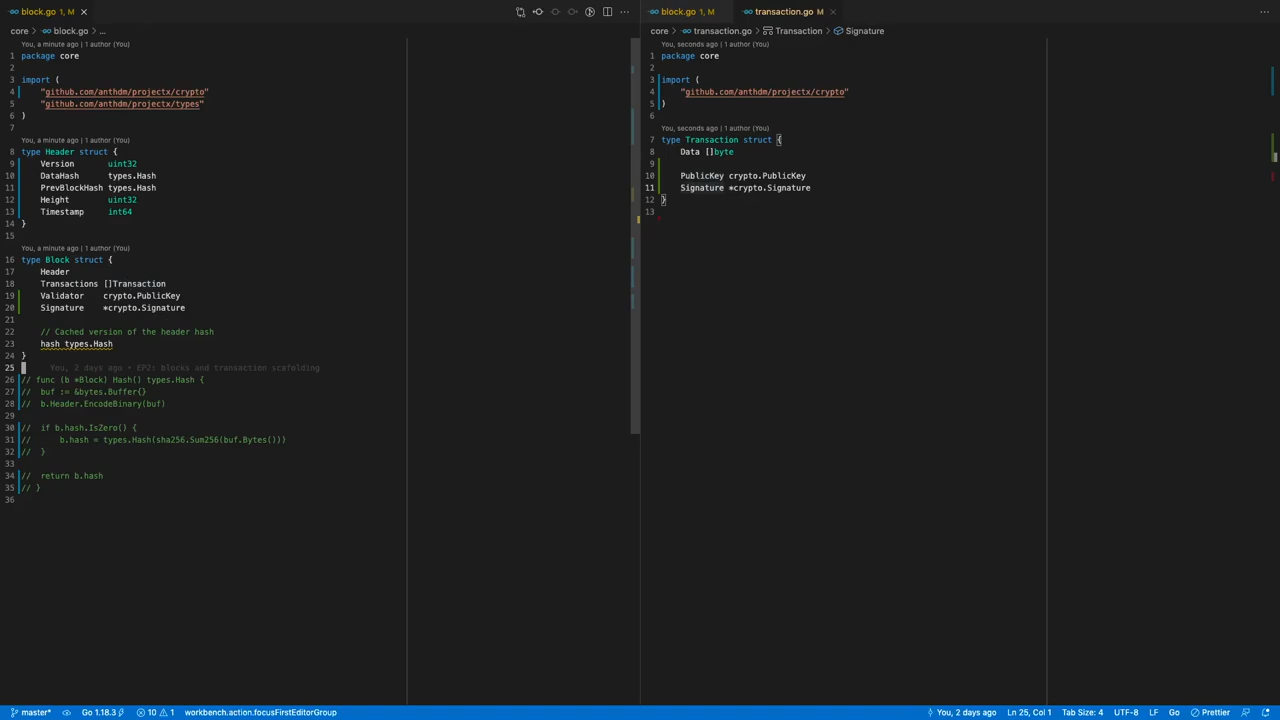 block.go 1, M
core > block.go > ...
You, a minute ago | 1 author (You)
1 package core
2
3 import (
4 "github.com/anthdm/projectx/crypto"
5 "github.com/anthdm/projectx/types"
6 )
7
You, a minute ago | 1 author (You)
8 type Header struct {
9 Version uint32
10 DataHash types.Hash
11 PrevBlockHash types.Hash
12 Height uint32
13 Timestamp int64
14 }
15
You, a minute ago | 1 author (You)
16 type Block struct {
17 Header
18 Transactions []Transaction
19 Validator crypto.PublicKey
20 Signature *crypto.Signature
21
22 // Cached version of the header hash
23 hash types.Hash
24 }
25 You, 2 days ago • EP2: blocks and transaction scafolding
26 // func (b *Block) Hash() types.Hash {
27 // buf := &bytes.Buffer{}
28 // b.Header.EncodeBinary(buf)
29
30 // if b.hash.IsZero() {
31 // b.hash = types.Hash(sha256.Sum256(buf.Bytes()))
32 // }
33
34 // return b.hash
35 // }
36
block.go 1, M transaction.go M
core > transaction.go > Transaction > Signature
You, seconds ago | 1 author (You)
1 package core
2
3 import (
4 "github.com/anthdm/projectx/crypto"
5 )
6
You, seconds ago | 1 author (You)
7 type Transaction struct {
8 Data []byte
9
10 PublicKey crypto.PublicKey
11 Signature *crypto.Signature
12 }
13
master* Go 1.18.3 10 1 workbench.action.focusFirstEditorGroup You, 2 days ago Ln 25, Col 1 Tab Size: 4 UTF-8 LF Go Prettier